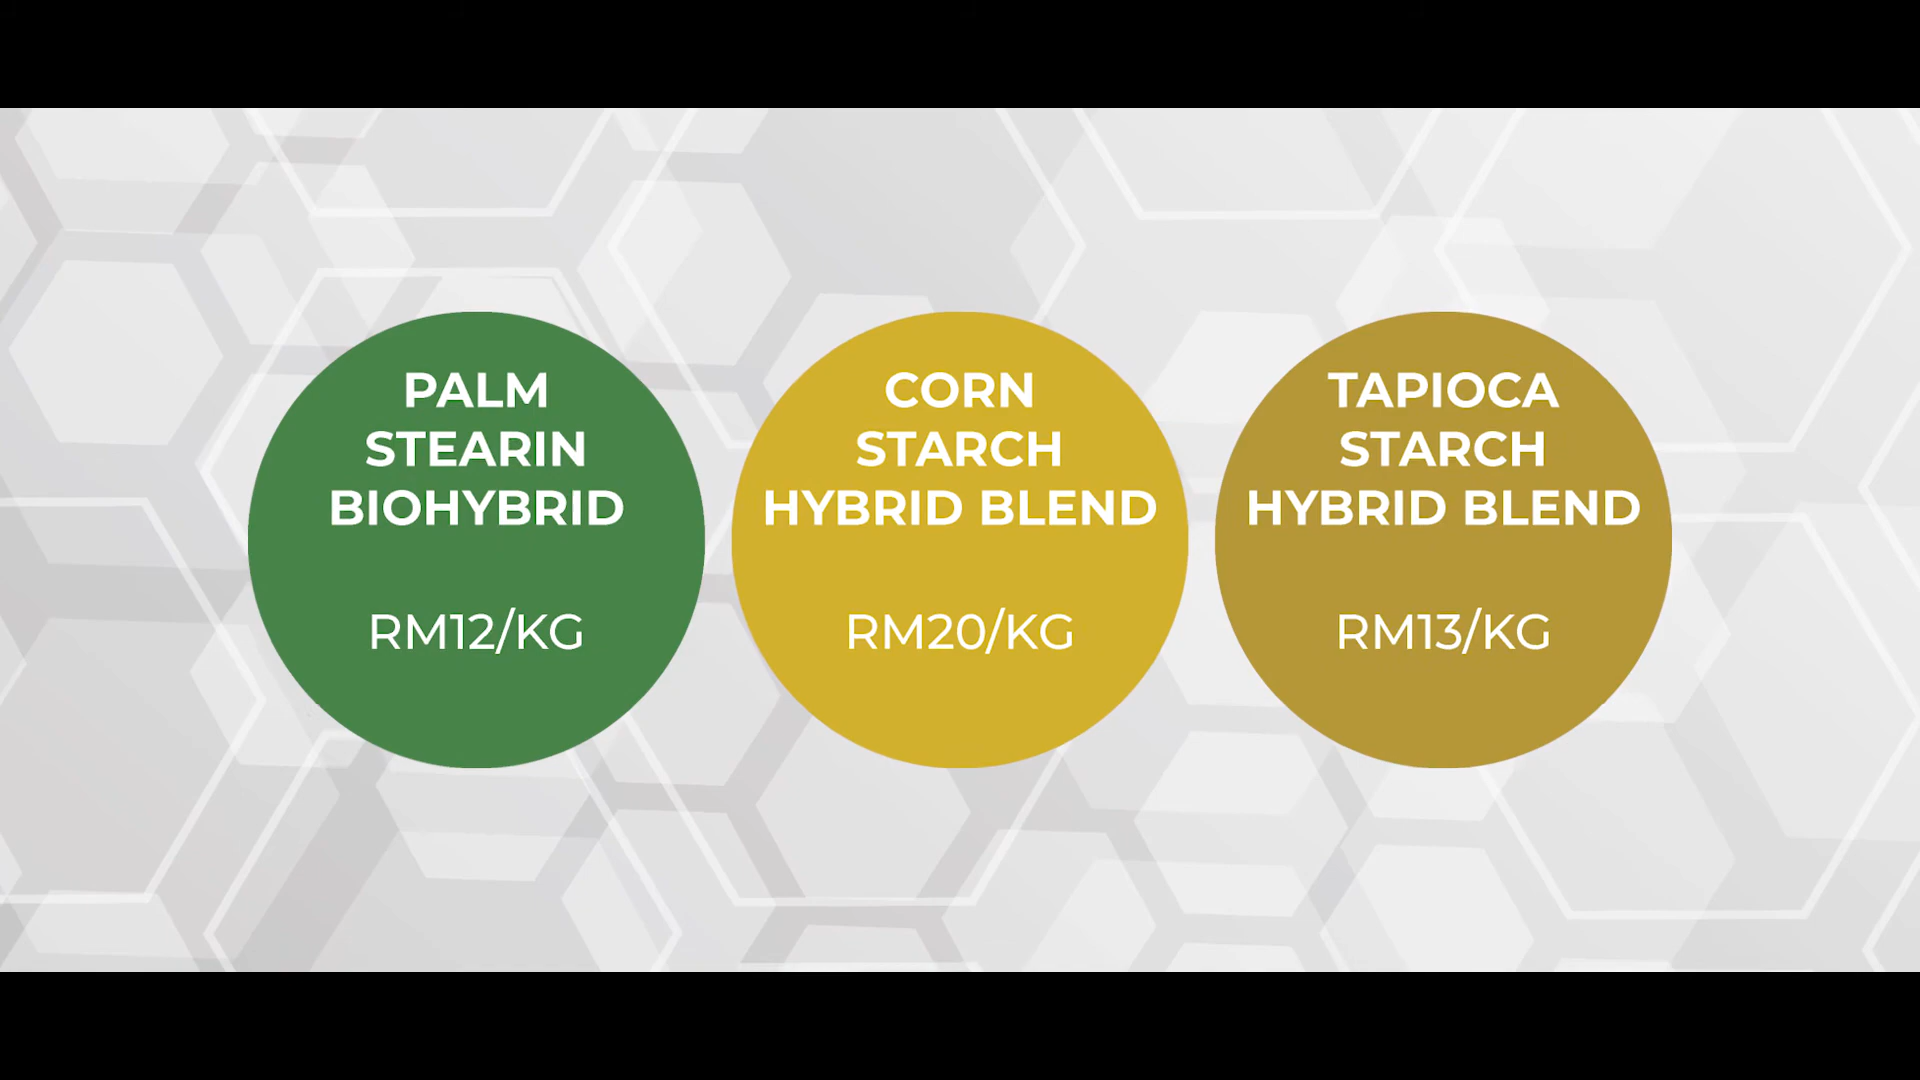 PALM
STEARIN
BIOHYBRID
RM12/KG
CORN
STARCH
HYBRID BLEND
RM20/KG
TAPIOCA
STARCH
HYBRID BLEND
RM13/KG